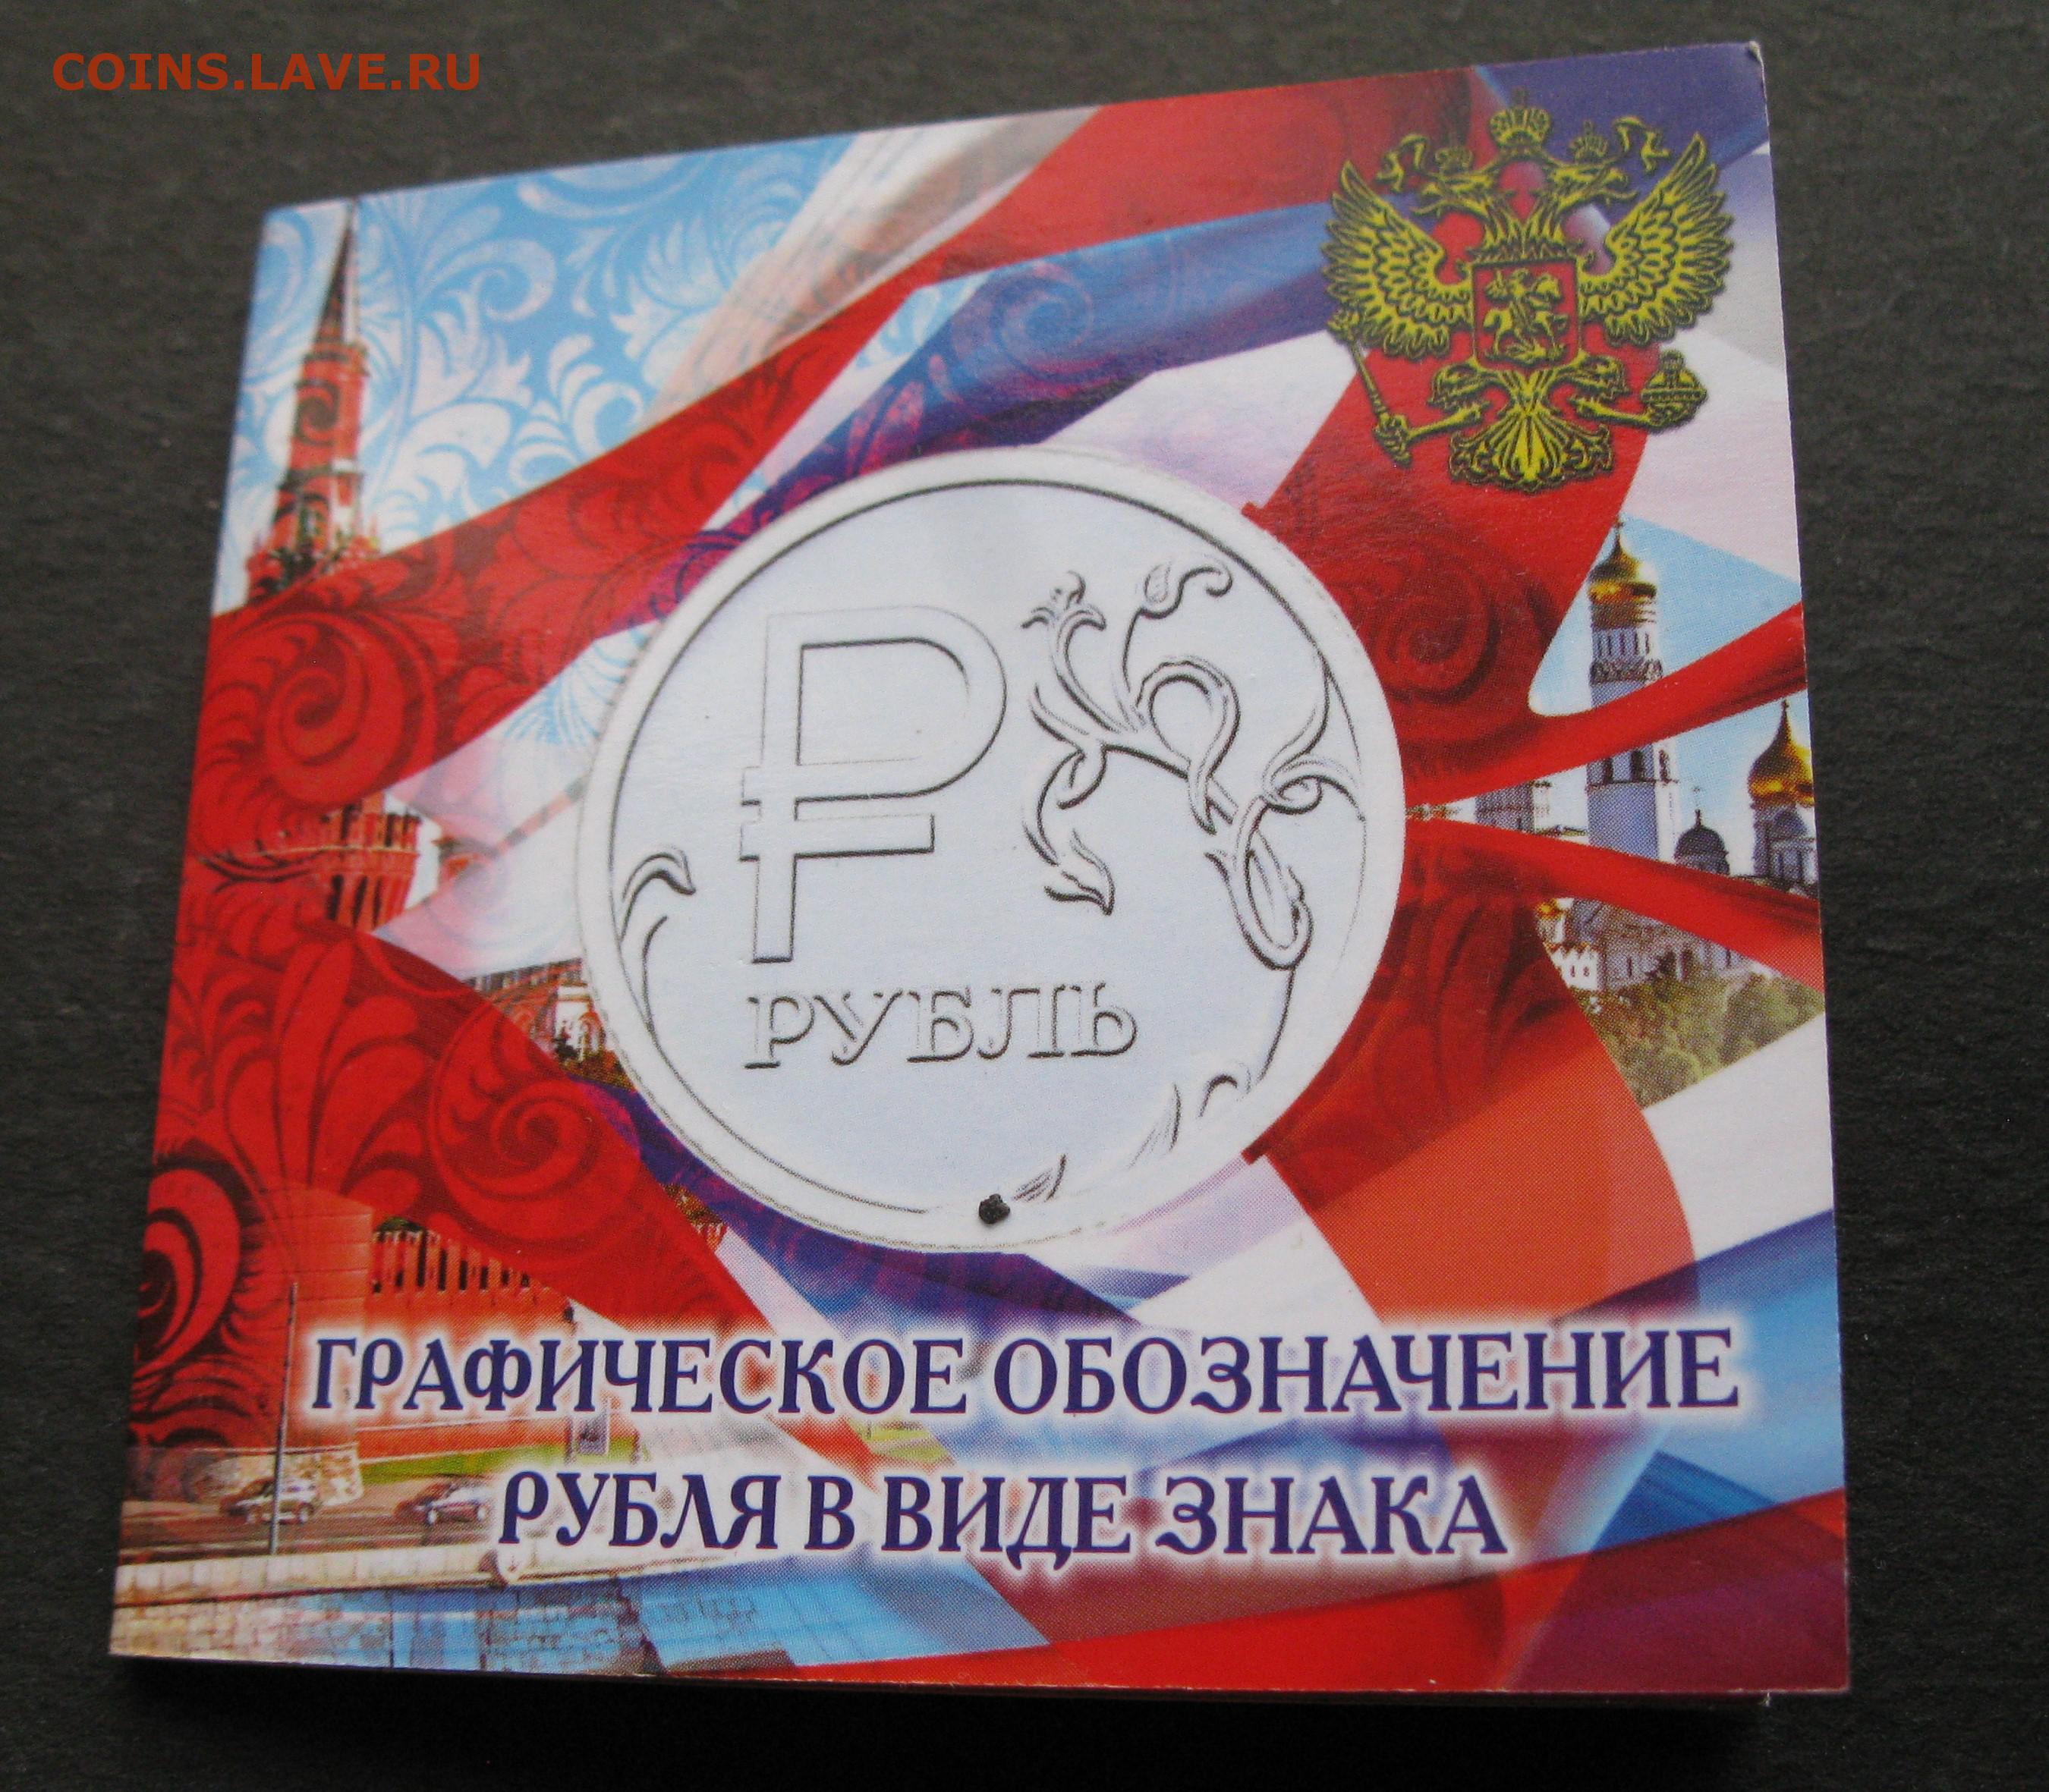 COINS.LAVE.RU
₽
РУБЛЬ
ГРАФИЧЕСКОЕ ОБОЗНАЧЕНИЕ
РУБЛЯ В ВИДЕ ЗНАКА